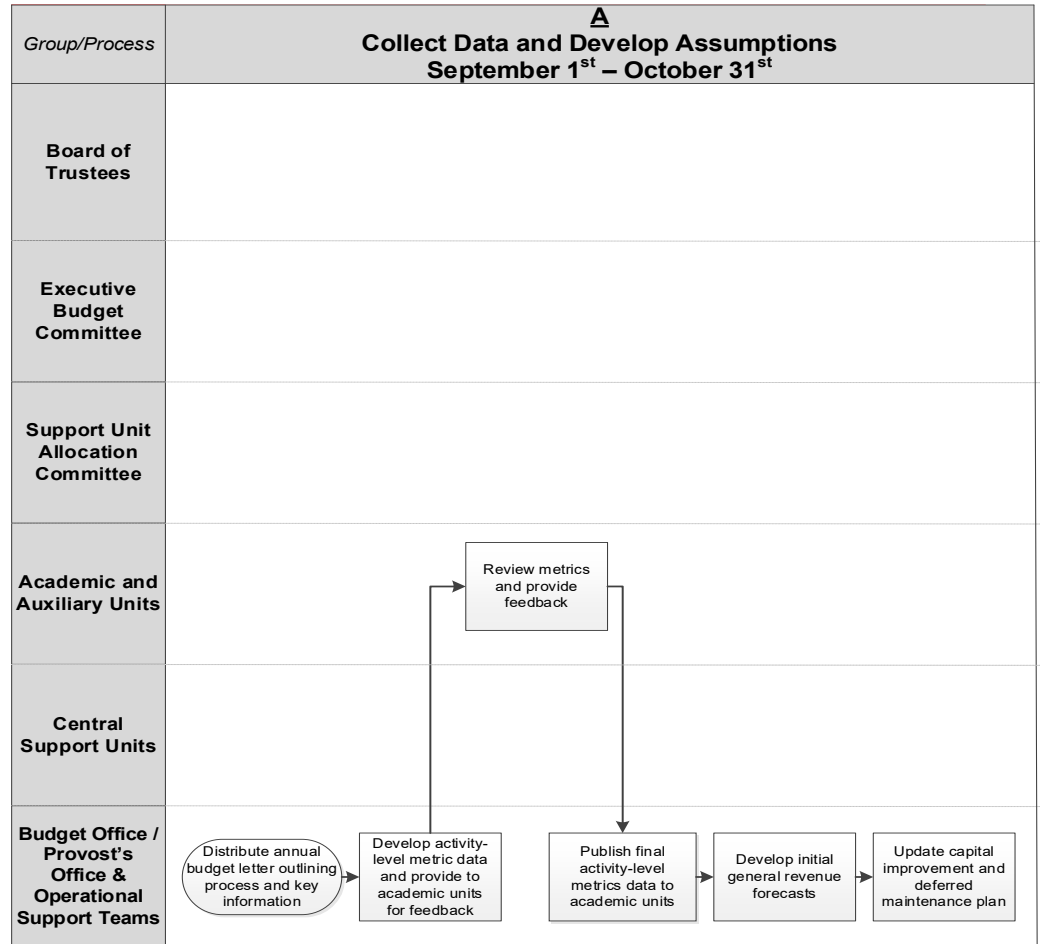 Group/Process
A
Collect Data and Develop Assumptions
September 1st – October 31st
Board of
Trustees
Executive
Budget
Committee
Support Unit
Allocation
Committee
Academic and
Auxiliary Units
Review metrics
and provide
feedback
Central
Support Units
Budget Office /
Provost's
Office &
Operational
Support Teams
Distribute annual
budget letter outlining
process and key
information
Develop activity-
level metric data
and provide to
academic units
for feedback
Publish final
activity-level
metrics data to
academic units
Develop initial
general revenue
forecasts
Update capital
improvement and
deferred
maintenance plan